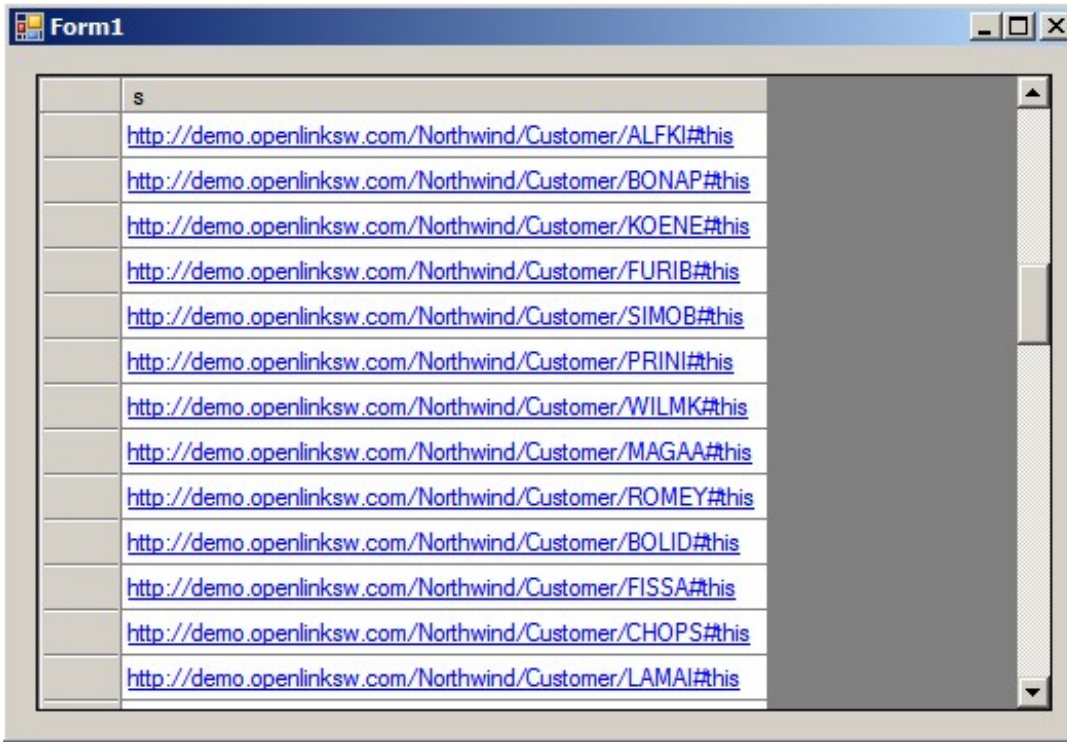 Form1
s
http://demo.openlinksw.com/Northwind/Customer/ALFKI#this
http://demo.openlinksw.com/Northwind/Customer/BONAP#this
http://demo.openlinksw.com/Northwind/Customer/KOENE#this
http://demo.openlinksw.com/Northwind/Customer/FURIB#this
http://demo.openlinksw.com/Northwind/Customer/SIMOB#this
http://demo.openlinksw.com/Northwind/Customer/PRINI#this
http://demo.openlinksw.com/Northwind/Customer/WILMK#this
http://demo.openlinksw.com/Northwind/Customer/MAGAA#this
http://demo.openlinksw.com/Northwind/Customer/ROMEY#this
http://demo.openlinksw.com/Northwind/Customer/BOLID#this
http://demo.openlinksw.com/Northwind/Customer/FISSA#this
http://demo.openlinksw.com/Northwind/Customer/CHOPS#this
http://demo.openlinksw.com/Northwind/Customer/LAMAI#this